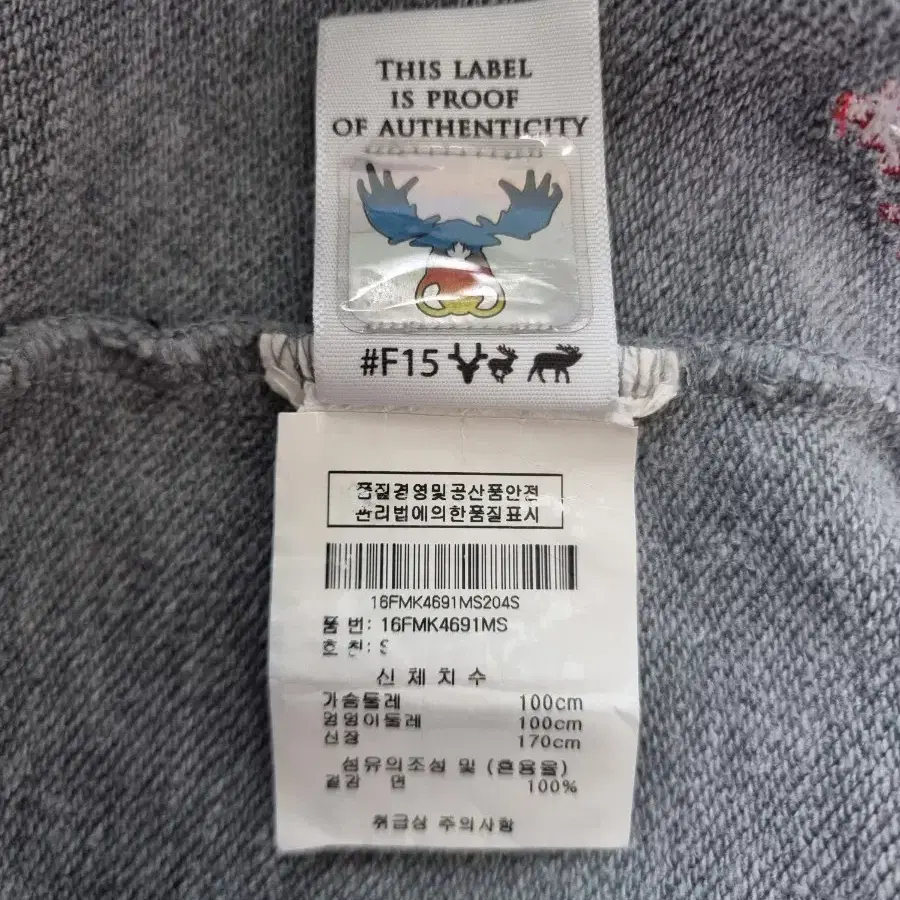 THIS LABEL
IS PROOF
OF AUTHENTICITY
#F15
품질경영및공산품안전
관리법에의한품질표시
16FMK4691MS204S
품 번: 16FMK4691MS
호 칭: S
신 체 치 수
가슴둘레 100cm
엉덩이둘레 100cm
신장 170cm
섬유의조성 및 (혼용율)
겉감 면 100%
취급상 주의사항